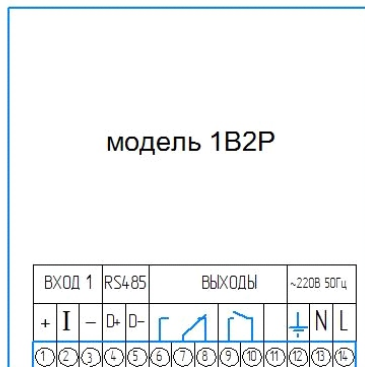 модель 1В2Р
ВХОД 1 RS485 ВЫХОДЫ ~220В 50Гц
+ I − D+ D− N L
1 2 3 4 5 6 7 8 9 10 11 12 13 14